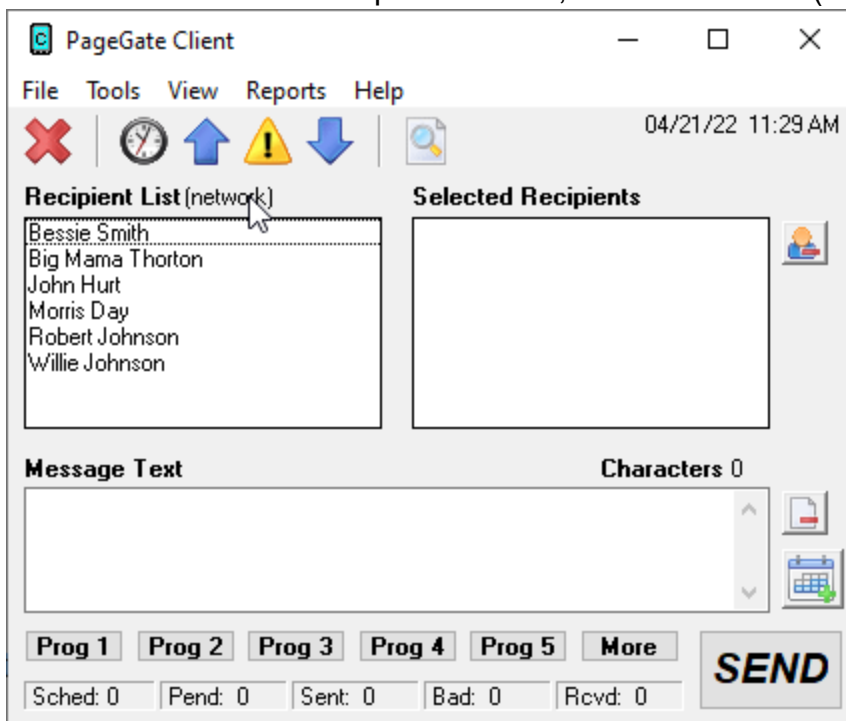 PageGate Client
File Tools View Reports Help
04/21/22 11:29 AM
Recipient List (network) Selected Recipients
Bessie Smith
Big Mama Thorton
John Hurt
Morris Day
Robert Johnson
Willie Johnson
Message Text Characters 0
Prog 1 Prog 2 Prog 3 Prog 4 Prog 5 More SEND
Sched: 0 Pend: 0 Sent: 0 Bad: 0 Rcvd: 0